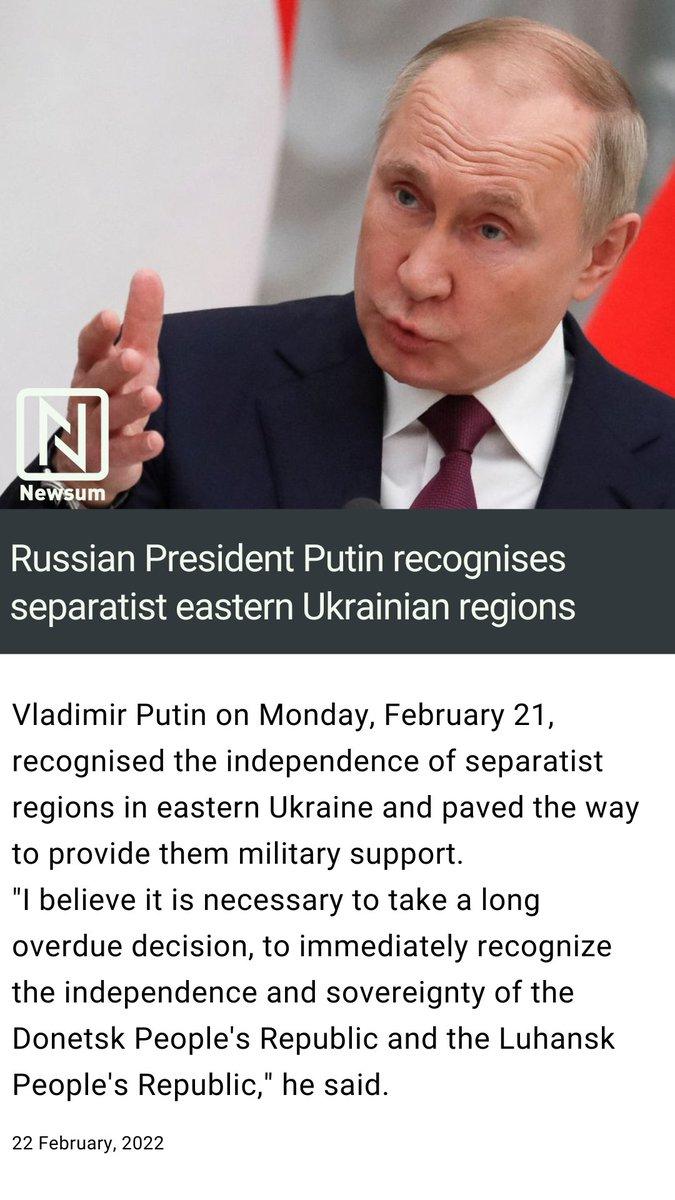 Newsum
Russian President Putin recognises
separatist eastern Ukrainian regions
Vladimir Putin on Monday, February 21,
recognised the independence of separatist
regions in eastern Ukraine and paved the way
to provide them military support.
"I believe it is necessary to take a long
overdue decision, to immediately recognize
the independence and sovereignty of the
Donetsk People's Republic and the Luhansk
People's Republic," he said.
22 February, 2022